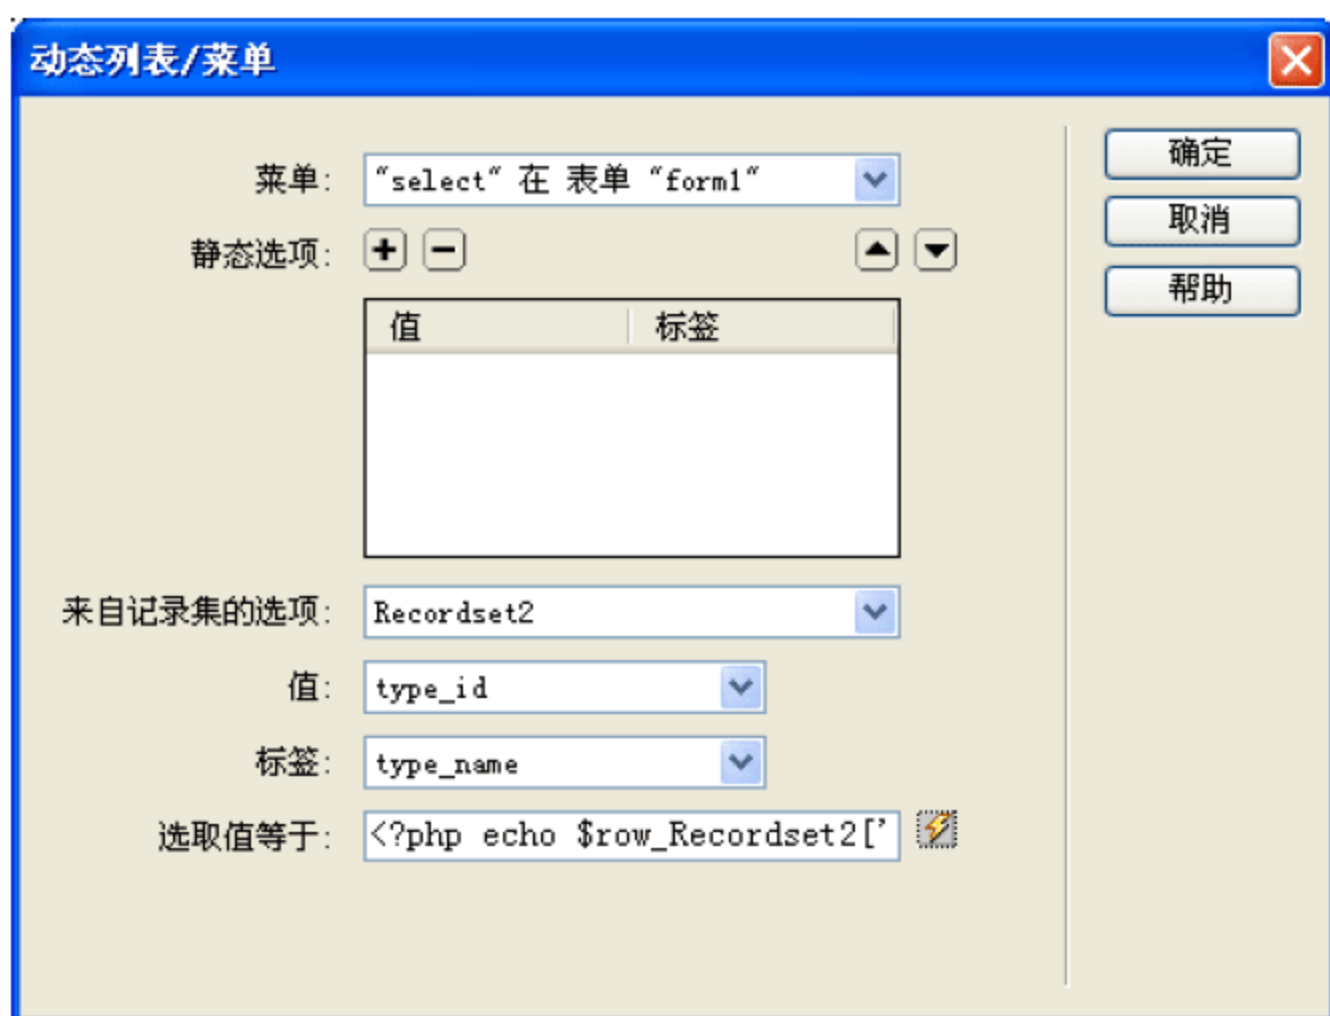 动态列表/菜单
菜单: "select" 在 表单 "form1"
确定
静态选项:
取消
帮助
值 标签
来自记录集的选项: Recordset2
值: type_id
标签: type_name
选取值等于: <?php echo $row_Recordset2['